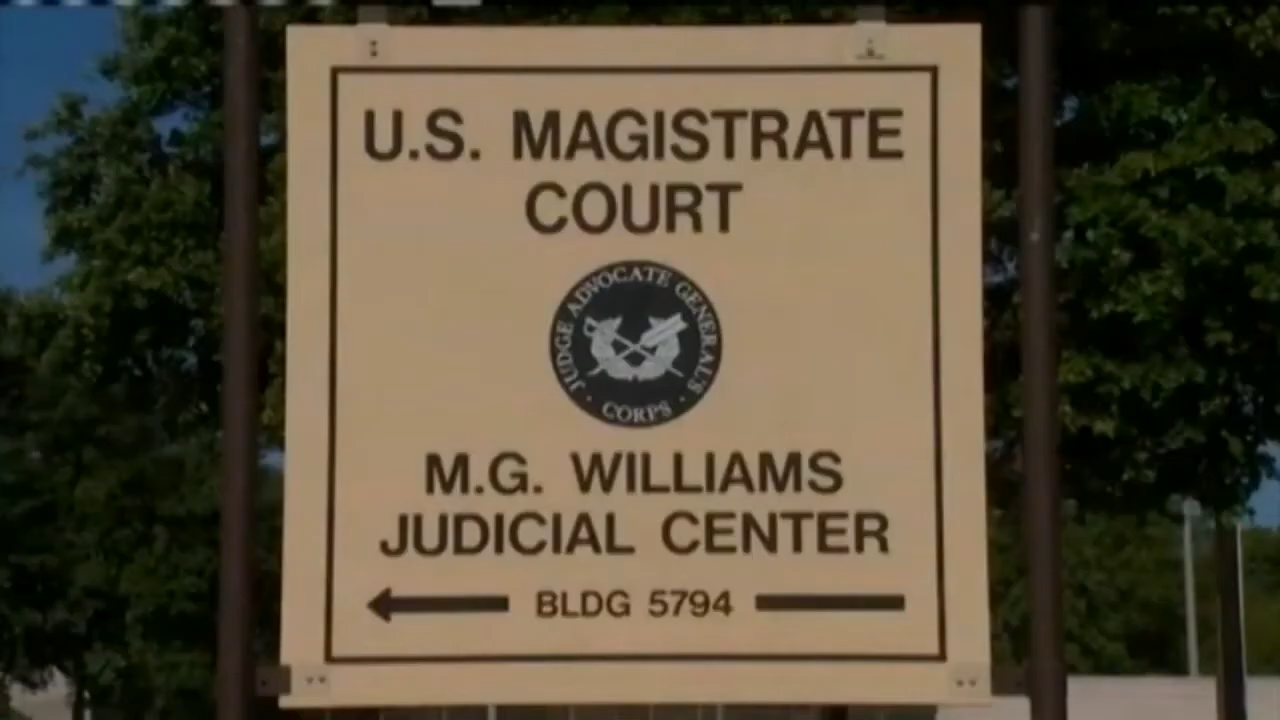 U.S. MAGISTRATE
COURT
JUDGE ADVOCATE GENERAL'S
· CORPS ·
M.G. WILLIAMS
JUDICIAL CENTER
BLDG 5794